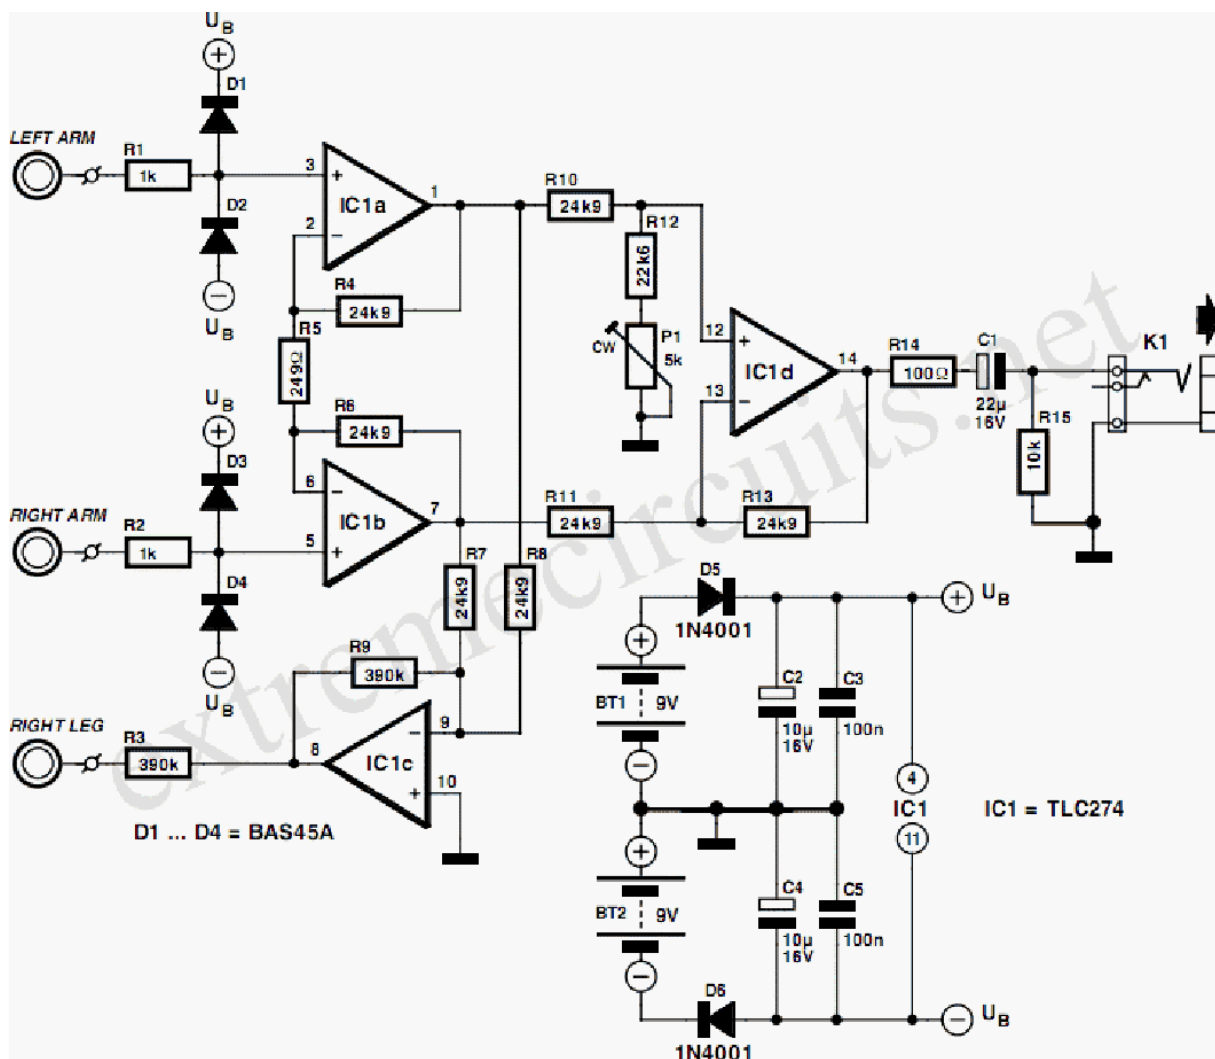 UB
D1
LEFT ARM
R1
1k
3
+
IC1a
1
2
−
D2
UB
R10
24k9
R12
22k6
R4
24k9
R5
249Ω
CW
P1
5k
12
+
IC1d
14
13
−
R14
100Ω
C1
22µ
16V
K1
R15
10k
UB
D3
R6
24k9
6
−
IC1b
7
5
+
RIGHT ARM
R2
1k
D4
UB
R11
24k9
R13
24k9
R7
24k9
R8
24k9
R9
390k
RIGHT LEG
R3
390k
8
IC1c
9
−
10
+
D1 ... D4 = BAS45A
D5
1N4001
+
UB
+
BT1
9V
−
C2
10µ
16V
C3
100n
4
IC1
11
IC1 = TLC274
+
BT2
9V
−
C4
10µ
16V
C5
100n
D6
1N4001
−
UB
extremecircuits.net